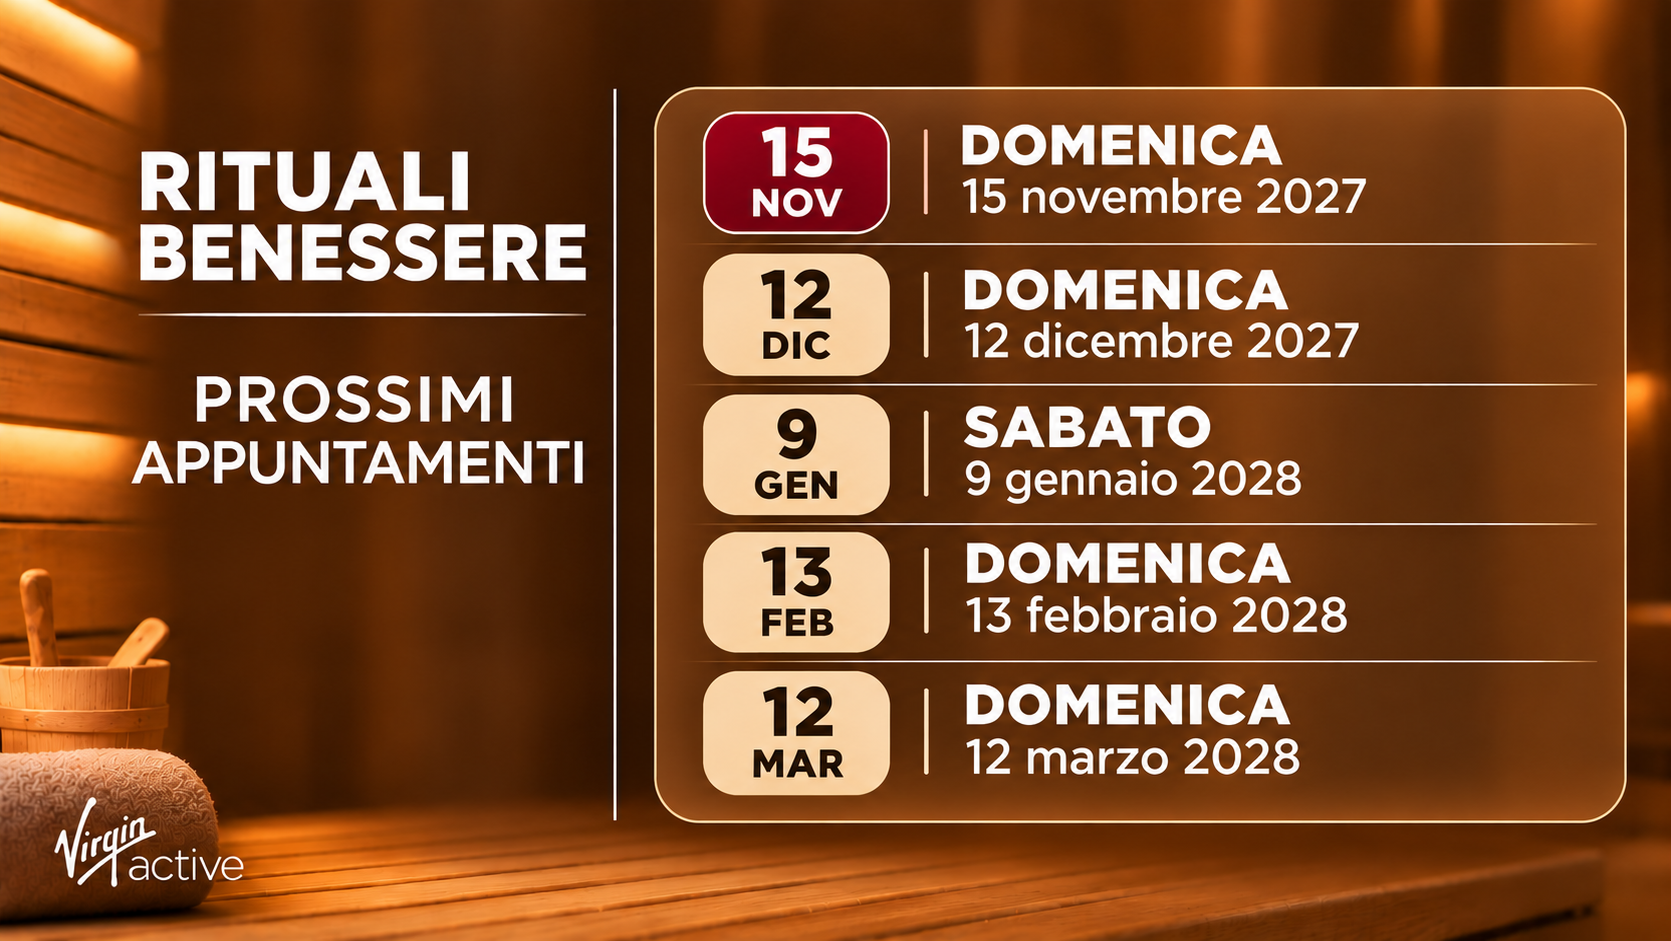 RITUALI
BENESSERE
PROSSIMI
APPUNTAMENTI
15
NOV
DOMENICA
15 novembre 2027
12
DIC
DOMENICA
12 dicembre 2027
9
GEN
SABATO
9 gennaio 2028
13
FEB
DOMENICA
13 febbraio 2028
12
MAR
DOMENICA
12 marzo 2028
Virgin
active